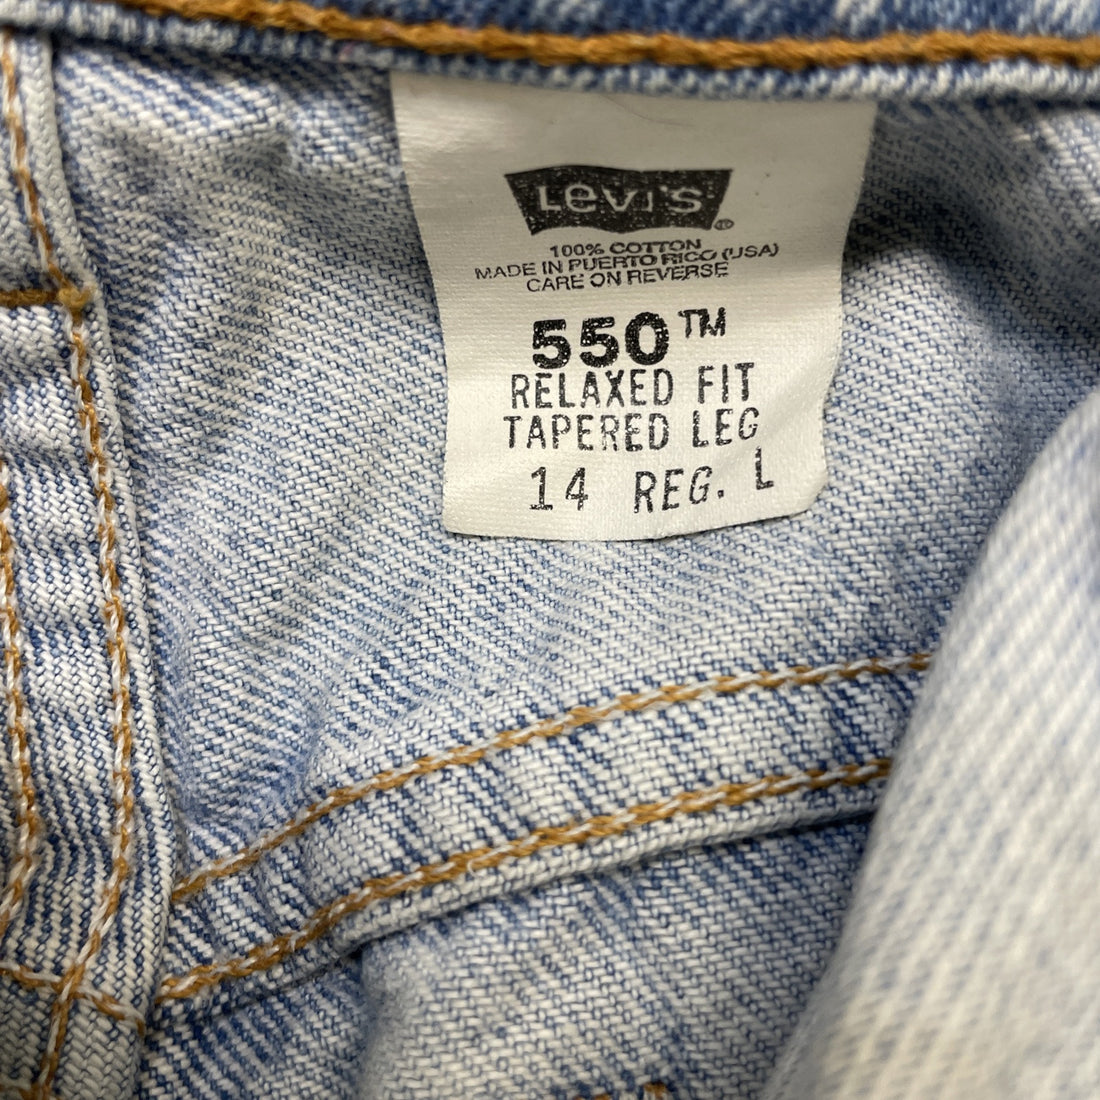 Levi's ®
100% COTTON
MADE IN PUERTO RICO (USA)
CARE ON REVERSE
550™
RELAXED FIT
TAPERED LEG
14 REG. L